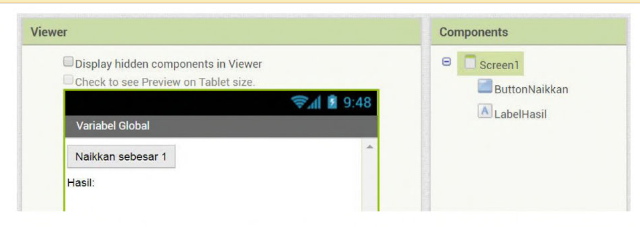 Viewer
Display hidden components in Viewer
Check to see Preview on Tablet size.
9:48
Variabel Global
Naikkan sebesar 1
Hasil:
Components
Screen1
ButtonNaikkan
A LabelHasil